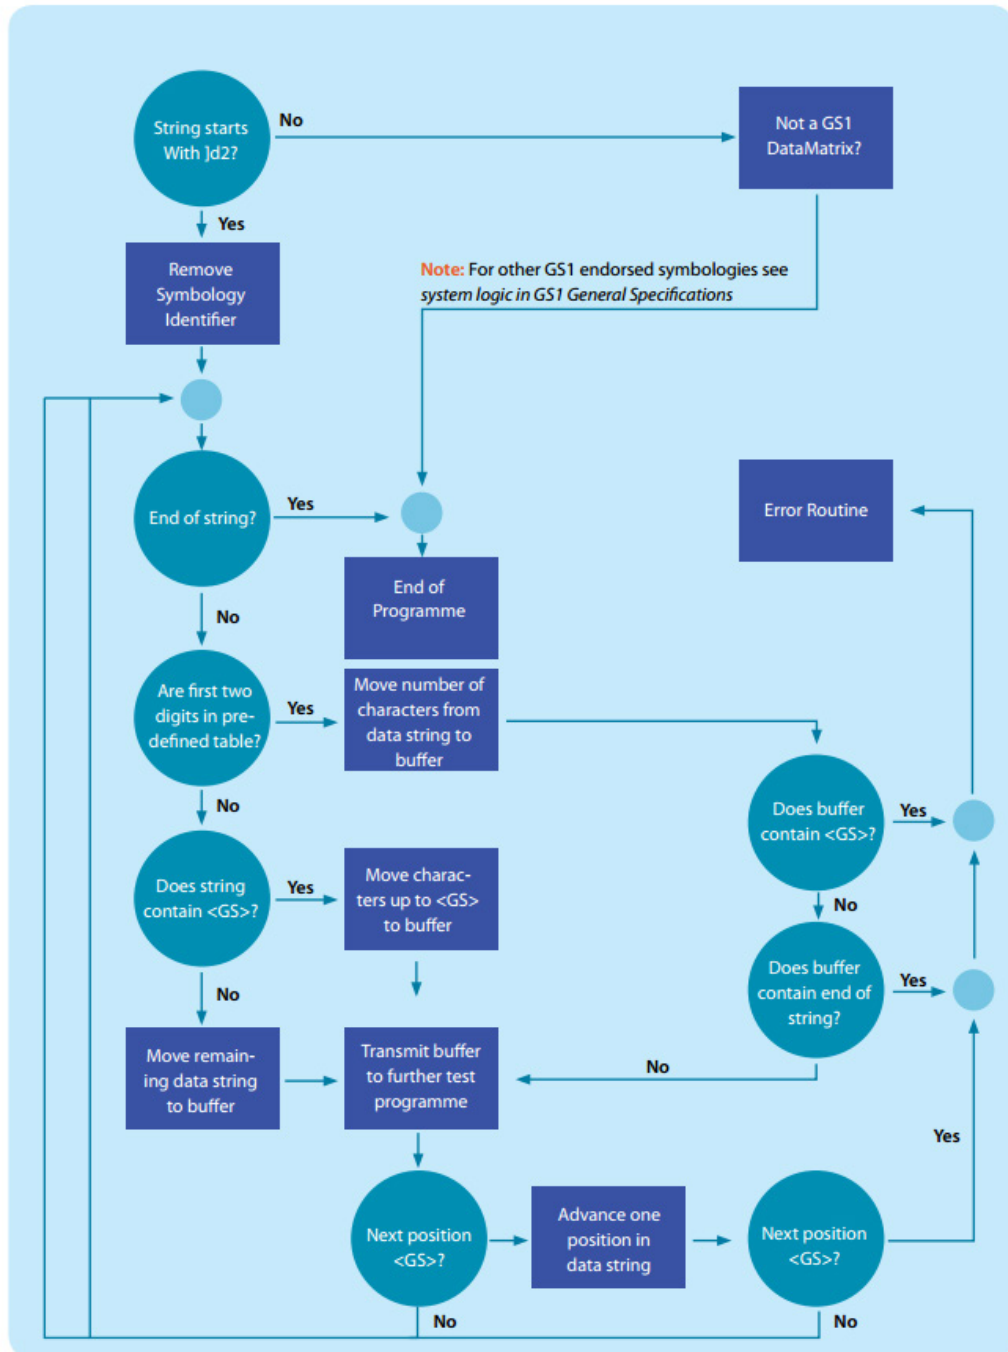 String starts
With ]d2?
No
Not a GS1
DataMatrix?
Yes
Remove
Symbology
Identifier
Note: For other GS1 endorsed symbologies see
system logic in GS1 General Specifications
End of string?
Yes
Error Routine
End of
Programme
No
Are first two
digits in pre-
defined table?
Yes
Move number of
characters from
data string to
buffer
No
Does buffer
contain <GS>?
Yes
Does string
contain <GS>?
Yes
Move charac-
ters up to <GS>
to buffer
No
Does buffer
contain end of
string?
Yes
No
Move remain-
ing data string
to buffer
Transmit buffer
to further test
programme
No
Yes
Next position
<GS>?
Advance one
position in
data string
Next position
<GS>?
No
No